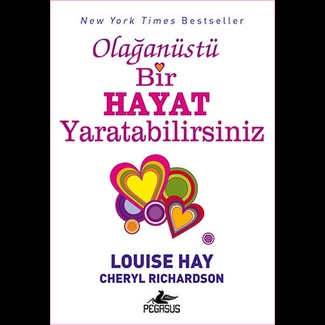 New York Times Bestseller
Olağanüstü
Bir
HAYAT
Yaratabilirsiniz
LOUISE HAY
CHERYL RICHARDSON
PEGASUS